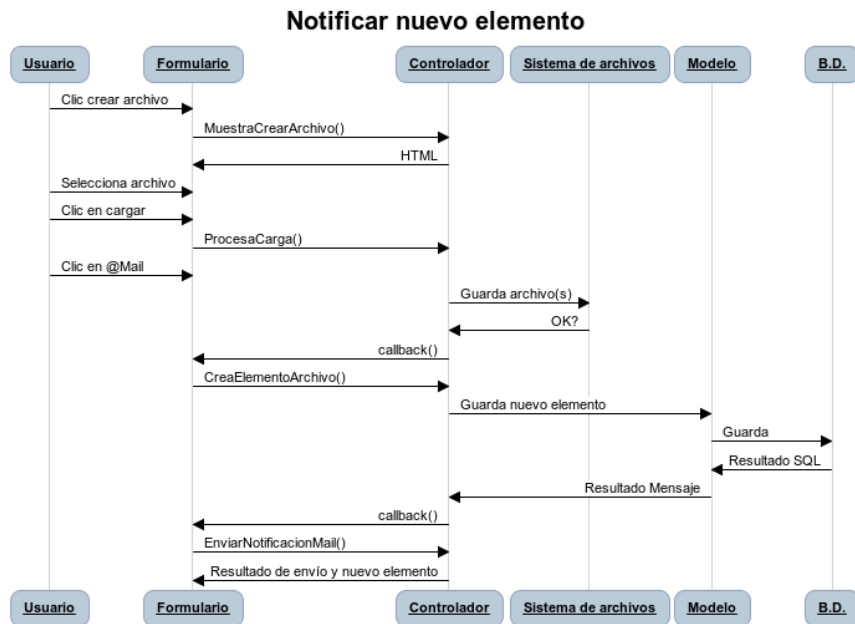 Notificar nuevo elemento
Usuario Formulario Controlador Sistema de archivos Modelo B.D.
Clic crear archivo
MuestraCrearArchivo()
HTML
Selecciona archivo
Clic en cargar
ProcesaCarga()
Clic en @Mail
Guarda archivo(s)
OK?
callback()
CreaElementoArchivo()
Guarda nuevo elemento
Guarda
Resultado SQL
Resultado Mensaje
callback()
EnviarNotificacionMail()
Resultado de envío y nuevo elemento
Usuario Formulario Controlador Sistema de archivos Modelo B.D.